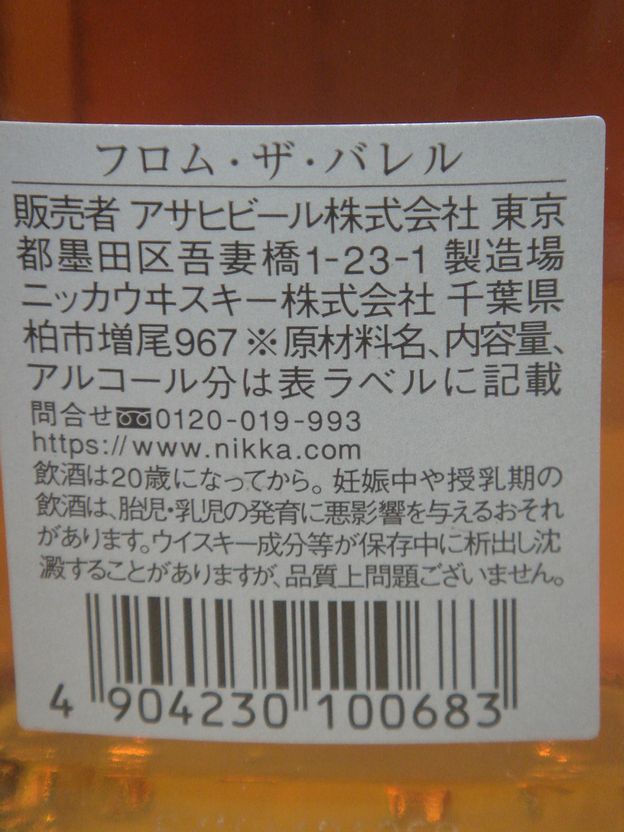 フロム・ザ・バレル
販売者 アサヒビール株式会社 東京
都墨田区吾妻橋1-23-1 製造場
ニッカウヰスキー株式会社 千葉県
柏市増尾967 ※原材料名、内容量、
アルコール分は表ラベルに記載
問合せ 0120-019-993
https://www.nikka.com
飲酒は20歳になってから。妊娠中や授乳期の
飲酒は、胎児・乳児の発育に悪影響を与えるおそれ
があります。ウイスキー成分等が保存中に析出し沈
澱することがありますが、品質上問題ございません。
4 904230 100683